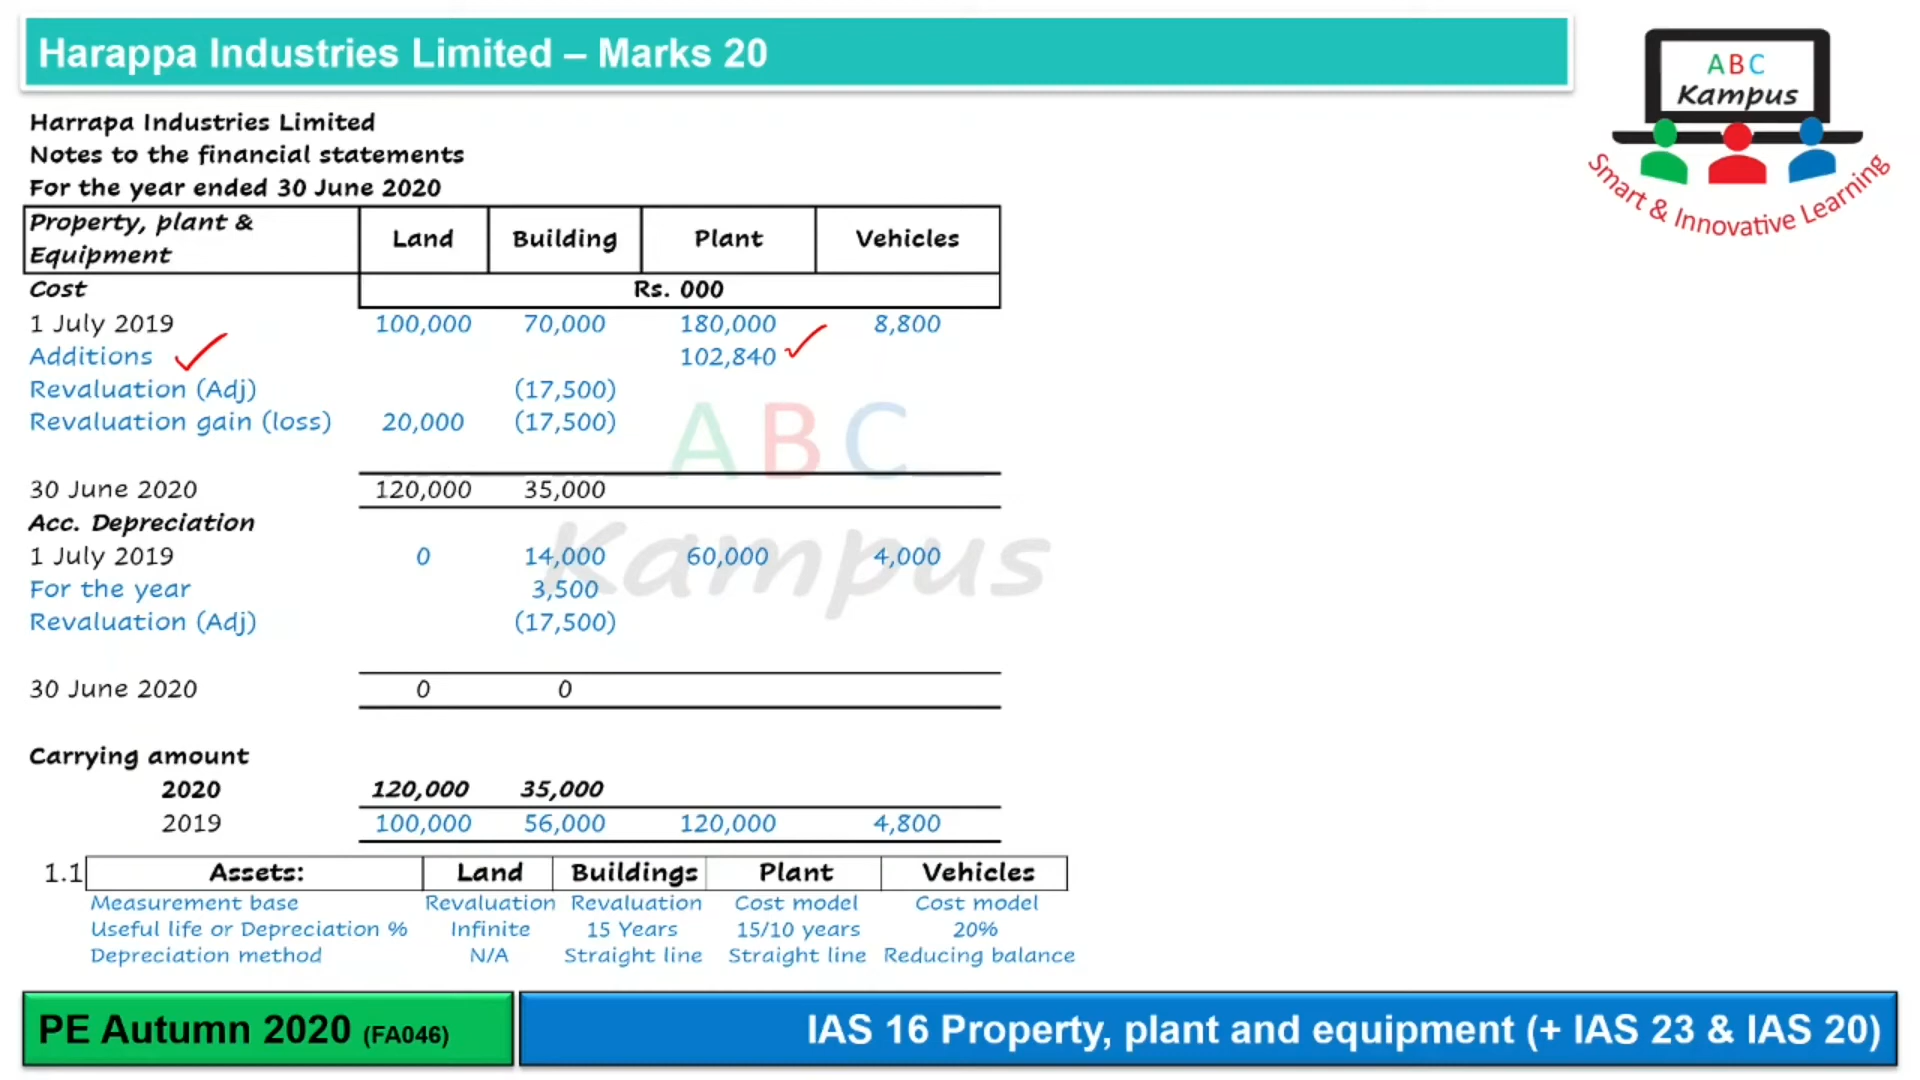 Harappa Industries Limited – Marks 20
ABC
Kampus
Smart & Innovative Learning
Harrapa Industries Limited
Notes to the financial statements
For the year ended 30 June 2020
Property, plant & Equipment Land Building Plant Vehicles
Cost Rs. 000
1 July 2019 100,000 70,000 180,000 8,800
Additions 102,840
Revaluation (Adj) (17,500)
Revaluation gain (loss) 20,000 (17,500)
ABC
30 June 2020 120,000 35,000
Acc. Depreciation
Kampus
1 July 2019 0 14,000 60,000 4,000
For the year 3,500
Revaluation (Adj) (17,500)
30 June 2020 0 0
Carrying amount
2020 120,000 35,000
2019 100,000 56,000 120,000 4,800
1.1 Assets: Land Buildings Plant Vehicles
Measurement base Revaluation Revaluation Cost model Cost model
Useful life or Depreciation % Infinite 15 Years 15/10 years 20%
Depreciation method N/A Straight line Straight line Reducing balance
PE Autumn 2020 (FA046)
IAS 16 Property, plant and equipment (+ IAS 23 & IAS 20)